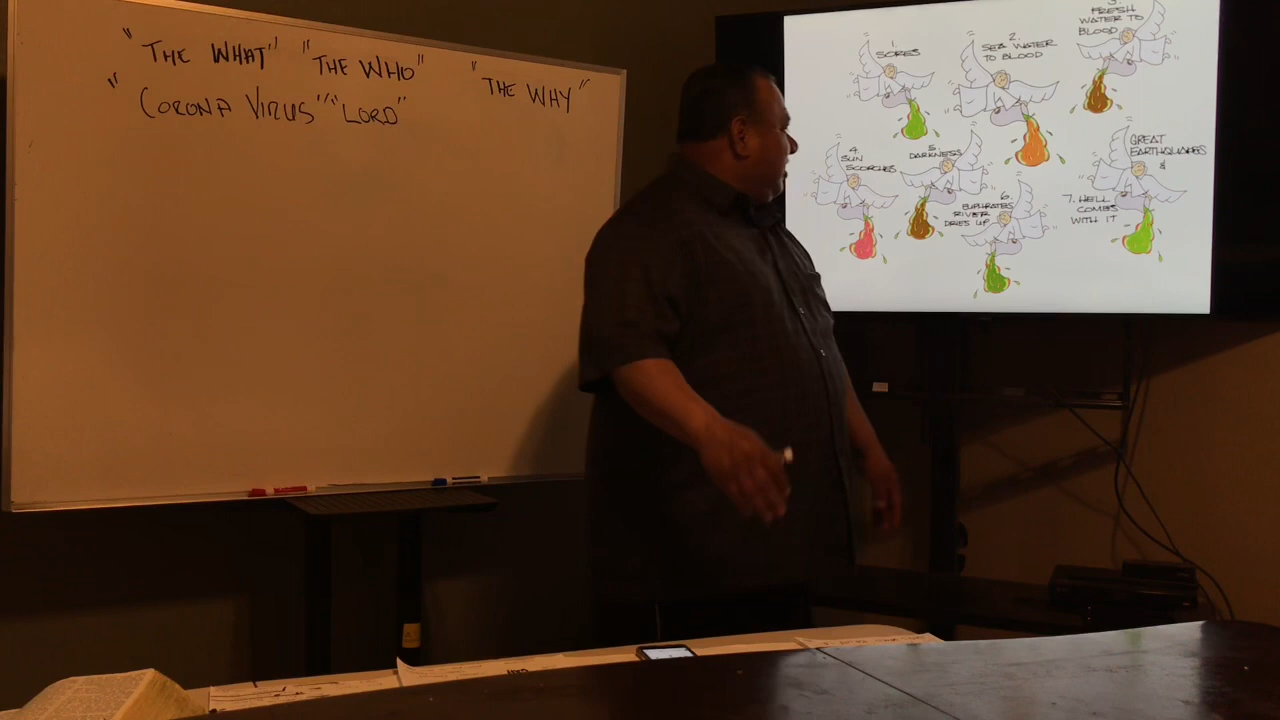 "THE WHAT" "THE WHO" "THE WHY"
"CORONA VIRUS" "LORD"
1.
SORES
2.
SEA WATER
TO BLOOD
3.
FRESH
WATER TO
BLOOD
4.
SUN
SCORCHES
5.
DARKNESS
6.
EUPHRATES
RIVER
DRIES UP
GREAT
EARTHQUAKES
&
7. HELL
COMES
WITH IT